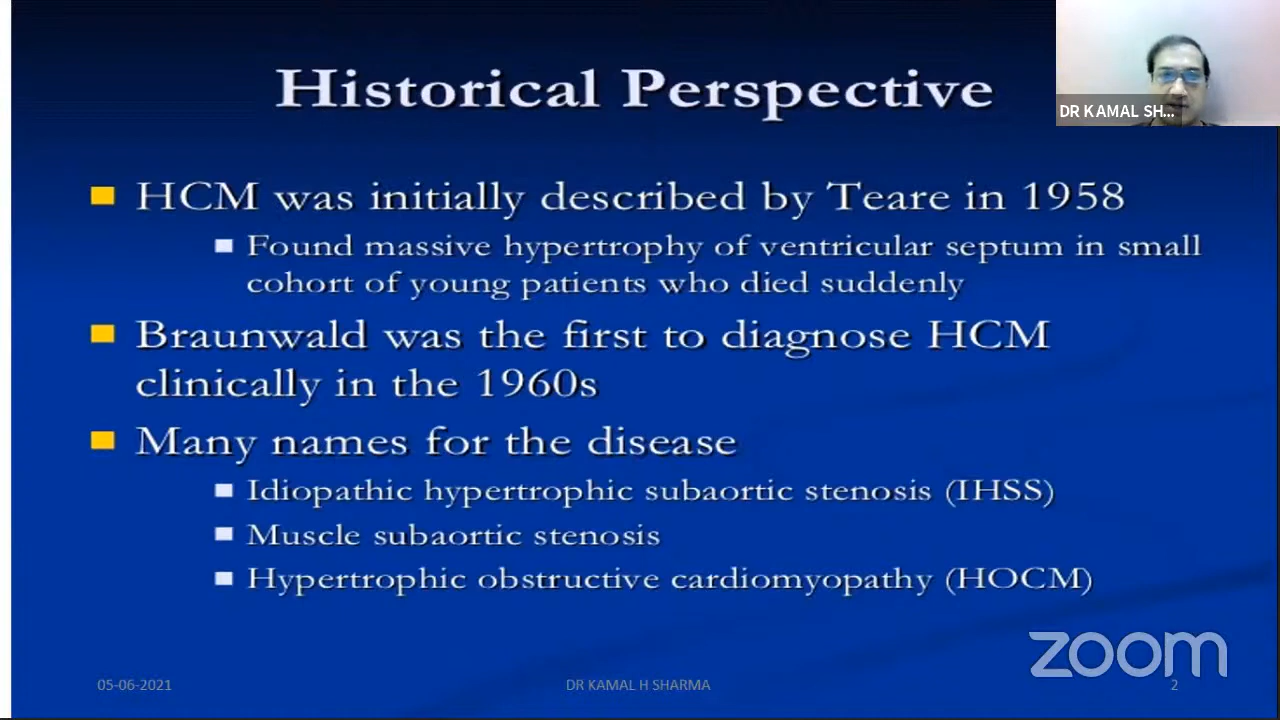 Historical Perspective
DR KAMAL SH...
HCM was initially described by Teare in 1958
Found massive hypertrophy of ventricular septum in small
cohort of young patients who died suddenly
Braunwald was the first to diagnose HCM
clinically in the 1960s
Many names for the disease
Idiopathic hypertrophic subaortic stenosis (IHSS)
Muscle subaortic stenosis
Hypertrophic obstructive cardiomyopathy (HOCM)
zoom
05-06-2021
DR KAMAL H SHARMA
2